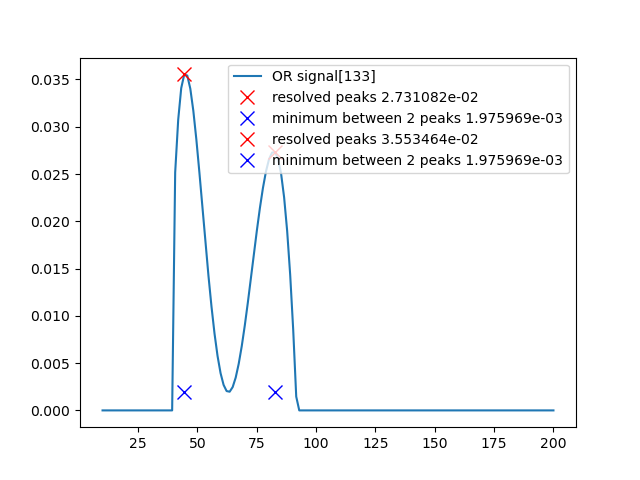 OR signal[133]
resolved peaks 2.731082e-02
minimum between 2 peaks 1.975969e-03
resolved peaks 3.553464e-02
minimum between 2 peaks 1.975969e-03
0.035
0.030
0.025
0.020
0.015
0.010
0.005
0.000
25 50 75 100 125 150 175 200